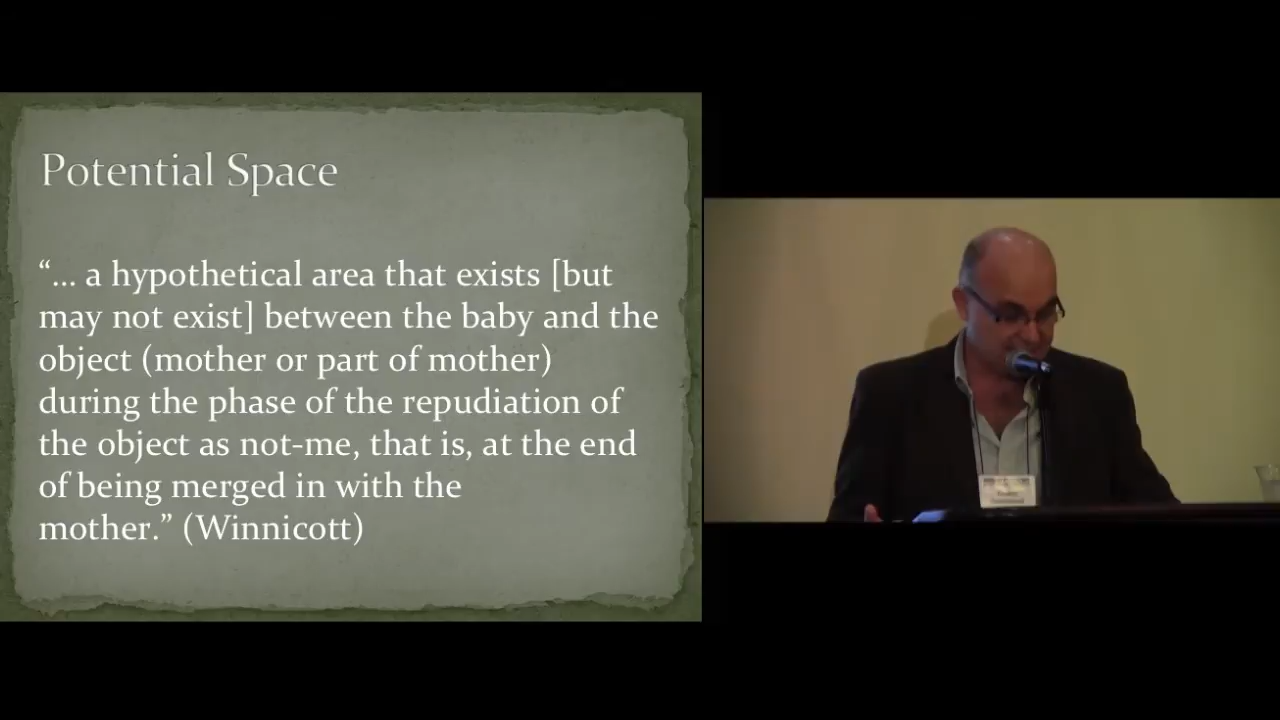 Potential Space
“... a hypothetical area that exists [but
may not exist] between the baby and the
object (mother or part of mother)
during the phase of the repudiation of
the object as not-me, that is, at the end
of being merged in with the
mother.” (Winnicott)